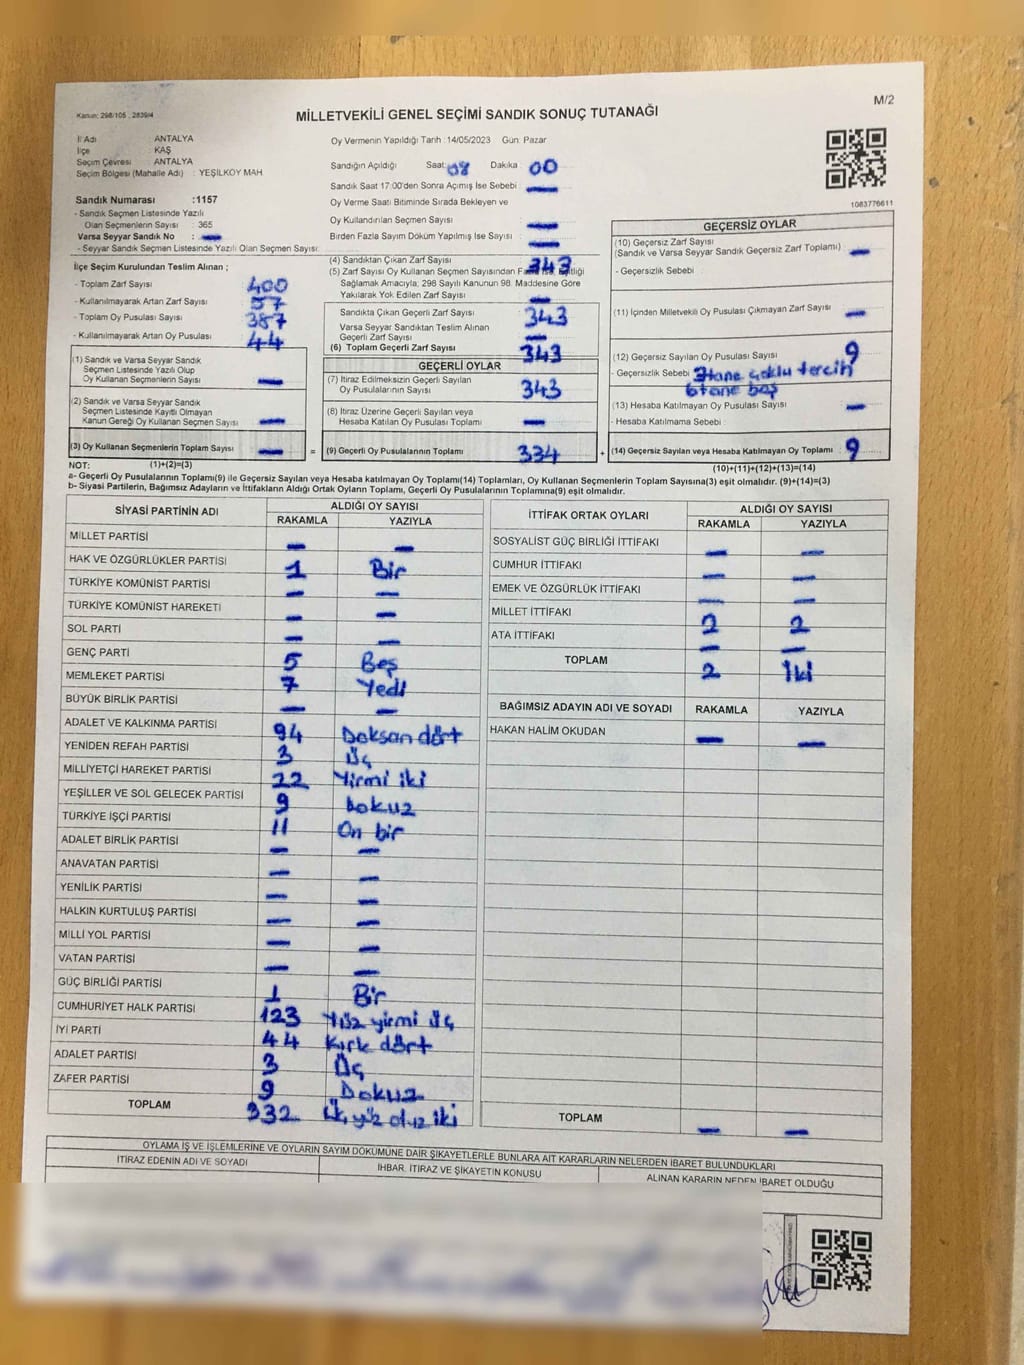 M/2
Kanun: 298/105 , 2839/4
MİLLETVEKİLİ GENEL SEÇİMİ SANDIK SONUÇ TUTANAĞI
İl Adı : ANTALYA
İlçe : KAŞ
Seçim Çevresi : ANTALYA
Seçim Bölgesi (Mahalle Adı) : YEŞİLKÖY MAH.
Sandık Numarası :1157
- Sandık Seçmen Listesinde Yazılı
Olan Seçmenlerin Sayısı : 365
Varsa Seyyar Sandık No : —
- Seyyar Sandık Seçmen Listesinde Yazılı Olan Seçmen Sayısı:
İlçe Seçim Kurulundan Teslim Alınan ;
- Toplam Zarf Sayısı 400
- Kullanılmayarak Artan Zarf Sayısı 57
- Toplam Oy Pusulası Sayısı 387
- Kullanılmayarak Artan Oy Pusulası 44
(1) Sandık ve Varsa Seyyar Sandık
Seçmen Listesinde Yazılı Olup
Oy Kullanan Seçmenlerin Sayısı —
(2) Sandık ve Varsa Seyyar Sandık
Seçmen Listesinde Kayıtlı Olmayan
Kanun Gereği Oy Kullanan Seçmen Sayısı —
(3) Oy Kullanan Seçmenlerin Toplam Sayısı — =
(1)+(2)=(3)
Oy Vermenin Yapıldığı Tarih : 14/05/2023 Gün: Pazar
Sandığın Açıldığı Saat: 08 Dakika : 00
Sandık Saat 17:00'den Sonra Açımış İse Sebebi : —
Oy Verme Saati Bitiminde Sırada Bekleyen ve
Oy Kullandırılan Seçmen Sayısı : —
Birden Fazla Sayım Döküm Yapılmış İse Sayısı : —
(4) Sandıktan Çıkan Zarf Sayısı 343
(5) Zarf Sayısı Oy Kullanan Seçmen Sayısından Fazla İse, Eşitliği
Sağlamak Amacıyla; 298 Sayılı Kanunun 98. Maddesine Göre
Yakılarak Yok Edilen Zarf Sayısı —
Sandıkta Çıkan Geçerli Zarf Sayısı 343
Varsa Seyyar Sandıktan Teslim Alınan
Geçerli Zarf Sayısı —
(6) Toplam Geçerli Zarf Sayısı 343
GEÇERLİ OYLAR
(7) İtiraz Edilmeksizin Geçerli Sayılan
Oy Pusulalarının Sayısı 343
(8) İtiraz Üzerine Geçerli Sayılan veya
Hesaba Katılan Oy Pusulası Toplamı —
(9) Geçerli Oy Pusulalarının Toplamı 334 +
1083776611
GEÇERSİZ OYLAR
(10) Geçersiz Zarf Sayısı
(Sandık ve Varsa Seyyar Sandık Geçersiz Zarf Toplamı) —
- Geçersizlik Sebebi :
(11) İçinden Milletvekili Oy Pusulası Çıkmayan Zarf Sayısı —
(12) Geçersiz Sayılan Oy Pusulası Sayısı 9
- Geçersizlik Sebebi 3tane çoklu tercih
6tane boş
(13) Hesaba Katılmayan Oy Pusulası Sayısı —
- Hesaba Katılmama Sebebi :
(14) Geçersiz Sayılan veya Hesaba Katılmayan Oy Toplamı 9
(10)+(11)+(12)+(13)=(14)
NOT:
a- Geçerli Oy Pusulalarının Toplamı(9) ile Geçersiz Sayılan veya Hesaba katılmayan Oy Toplamı(14) Toplamları, Oy Kullanan Seçmenlerin Toplam Sayısına(3) eşit olmalıdır. (9)+(14)=(3)
b- Siyasi Partilerin, Bağımsız Adayların ve İttifakların Aldığı Ortak Oyların Toplamı, Geçerli Oy Pusulalarının Toplamına(9) eşit olmalıdır.
SİYASİ PARTİNİN ADI ALDIĞI OY SAYISI
RAKAMLA YAZIYLA
MİLLET PARTİSİ — —
HAK VE ÖZGÜRLÜKLER PARTİSİ 1 Bir
TÜRKİYE KOMÜNİST PARTİSİ — —
TÜRKİYE KOMÜNİST HAREKETİ — —
SOL PARTİ — —
GENÇ PARTİ 5 Beş
MEMLEKET PARTİSİ 7 Yedi
BÜYÜK BİRLİK PARTİSİ — —
ADALET VE KALKINMA PARTİSİ 94 Doksan dört
YENİDEN REFAH PARTİSİ 3 Üç
MİLLİYETÇİ HAREKET PARTİSİ 22 Yirmi iki
YEŞİLLER VE SOL GELECEK PARTİSİ 9 Dokuz
TÜRKİYE İŞÇİ PARTİSİ 11 On bir
ADALET BİRLİK PARTİSİ — —
ANAVATAN PARTİSİ — —
YENİLİK PARTİSİ — —
HALKIN KURTULUŞ PARTİSİ — —
MİLLİ YOL PARTİSİ — —
VATAN PARTİSİ — —
GÜÇ BİRLİĞİ PARTİSİ 1 Bir
CUMHURİYET HALK PARTİSİ 123 Yüz yirmi üç
İYİ PARTİ 44 Kırk dört
ADALET PARTİSİ 3 Üç
ZAFER PARTİSİ 9 Dokuz
TOPLAM 332 Üç yüz otuz iki
İTTİFAK ORTAK OYLARI ALDIĞI OY SAYISI
RAKAMLA YAZIYLA
SOSYALİST GÜÇ BİRLİĞİ İTTİFAKI — —
CUMHUR İTTİFAKI — —
EMEK VE ÖZGÜRLÜK İTTİFAKI — —
MİLLET İTTİFAKI 2 2
ATA İTTİFAKI — —
TOPLAM 2 İki
BAĞIMSIZ ADAYIN ADI VE SOYADI RAKAMLA YAZIYLA
HAKAN HALİM OKUDAN — —
TOPLAM — —
OYLAMA İŞ VE İŞLEMLERİNE VE OYLARIN SAYIM DÖKÜMÜNE DAİR ŞİKAYETLERLE BUNLARA AİT KARARLARIN NELERDEN İBARET BULUNDUKLARI
İTİRAZ EDENİN ADI VE SOYADI İHBAR, İTİRAZ VE ŞİKAYETİN KONUSU ALINAN KARARIN NEDEN İBARET OLDUĞU